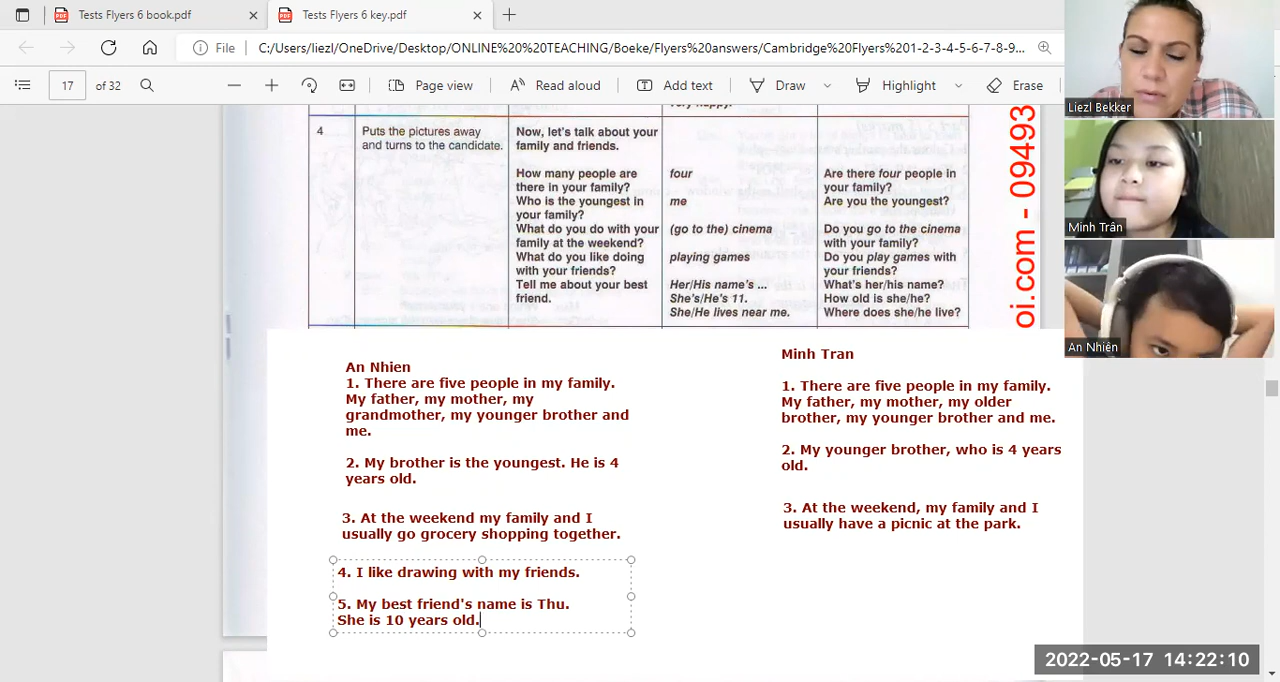 Tests Flyers 6 book.pdf
Tests Flyers 6 key.pdf
File
C:/Users/liezl/OneDrive/Desktop/ONLINE%20%20TEACHING/Boeke/Flyers%20answers/Cambridge%20Flyers%201-2-3-4-5-6-7-8-9...
17 of 32
Page view
Read aloud
Add text
Draw
Highlight
Erase
very happy.
4
Puts the pictures away
and turns to the candidate.
Now, let's talk about your
family and friends.
How many people are
there in your family?
Who is the youngest in
your family?
What do you do with your
family at the weekend?
What do you like doing
with your friends?
Tell me about your best
friend.
four
me
(go to the) cinema
playing games
Her/His name's ...
She's/He's 11.
She/He lives near me.
Are there four people in
your family?
Are you the youngest?
Do you go to the cinema
with your family?
Do you play games with
your friends?
What's her/his name?
How old is she/he?
Where does she/he live?
oi.com - 09493
An Nhien
1. There are five people in my family.
My father, my mother, my
grandmother, my younger brother and
me.
2. My brother is the youngest. He is 4
years old.
3. At the weekend my family and I
usually go grocery shopping together.
4. I like drawing with my friends.
5. My best friend's name is Thu.
She is 10 years old.
Minh Tran
1. There are five people in my family.
My father, my mother, my older
brother, my younger brother and me.
2. My younger brother, who is 4 years
old.
3. At the weekend, my family and I
usually have a picnic at the park.
Liezl Bekker
Minh Trân
An Nhiên
2022-05-17 14:22:10